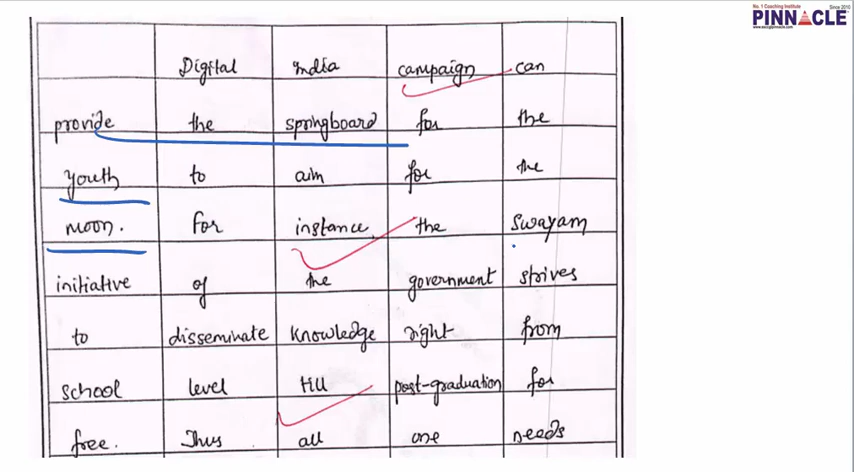 No. 1 Coaching Institute Since 2010
PINNACLE
Digital India campaign can
provide the springboard for the
youth to aim for the
moon. For instance, the Swayam
initiative of the government strives
to disseminate knowledge right from
school level till post-graduation for
free. Thus all one needs